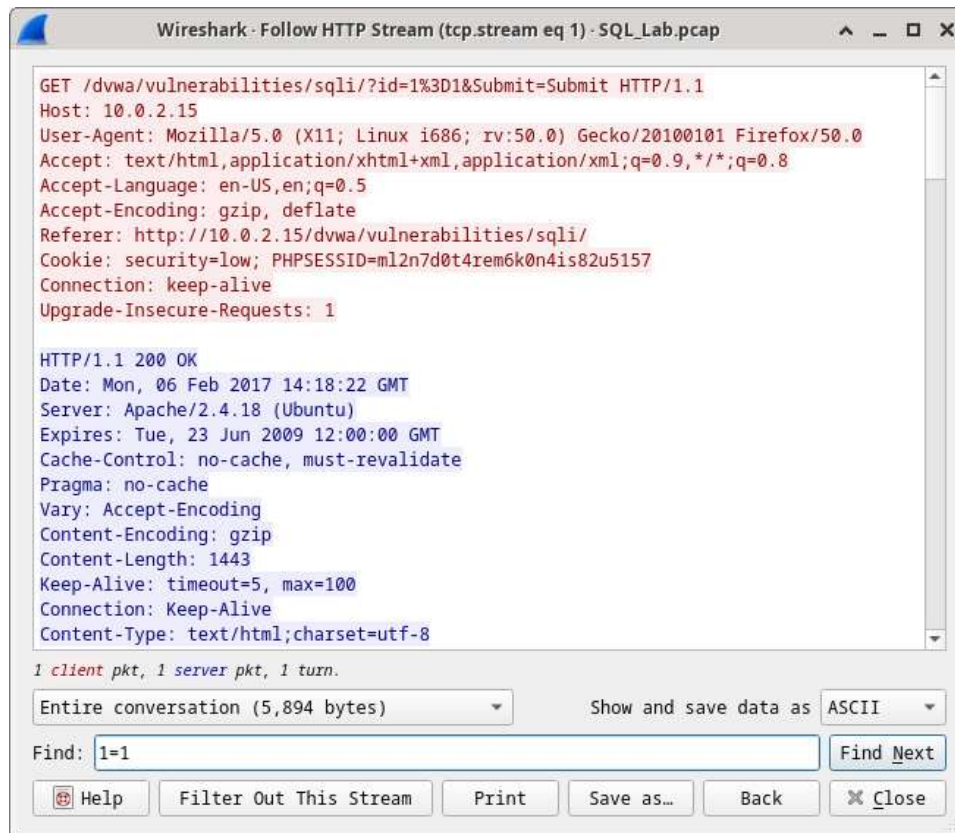 Wireshark · Follow HTTP Stream (tcp.stream eq 1) · SQL_Lab.pcap
GET /dvwa/vulnerabilities/sqli/?id=1%3D1&Submit=Submit HTTP/1.1
Host: 10.0.2.15
User-Agent: Mozilla/5.0 (X11; Linux i686; rv:50.0) Gecko/20100101 Firefox/50.0
Accept: text/html,application/xhtml+xml,application/xml;q=0.9,*/*;q=0.8
Accept-Language: en-US,en;q=0.5
Accept-Encoding: gzip, deflate
Referer: http://10.0.2.15/dvwa/vulnerabilities/sqli/
Cookie: security=low; PHPSESSID=ml2n7d0t4rem6k0n4is82u5157
Connection: keep-alive
Upgrade-Insecure-Requests: 1
HTTP/1.1 200 OK
Date: Mon, 06 Feb 2017 14:18:22 GMT
Server: Apache/2.4.18 (Ubuntu)
Expires: Tue, 23 Jun 2009 12:00:00 GMT
Cache-Control: no-cache, must-revalidate
Pragma: no-cache
Vary: Accept-Encoding
Content-Encoding: gzip
Content-Length: 1443
Keep-Alive: timeout=5, max=100
Connection: Keep-Alive
Content-Type: text/html;charset=utf-8
1 client pkt, 1 server pkt, 1 turn.
Entire conversation (5,894 bytes) Show and save data as ASCII
Find: 1=1 Find Next
Help Filter Out This Stream Print Save as… Back Close